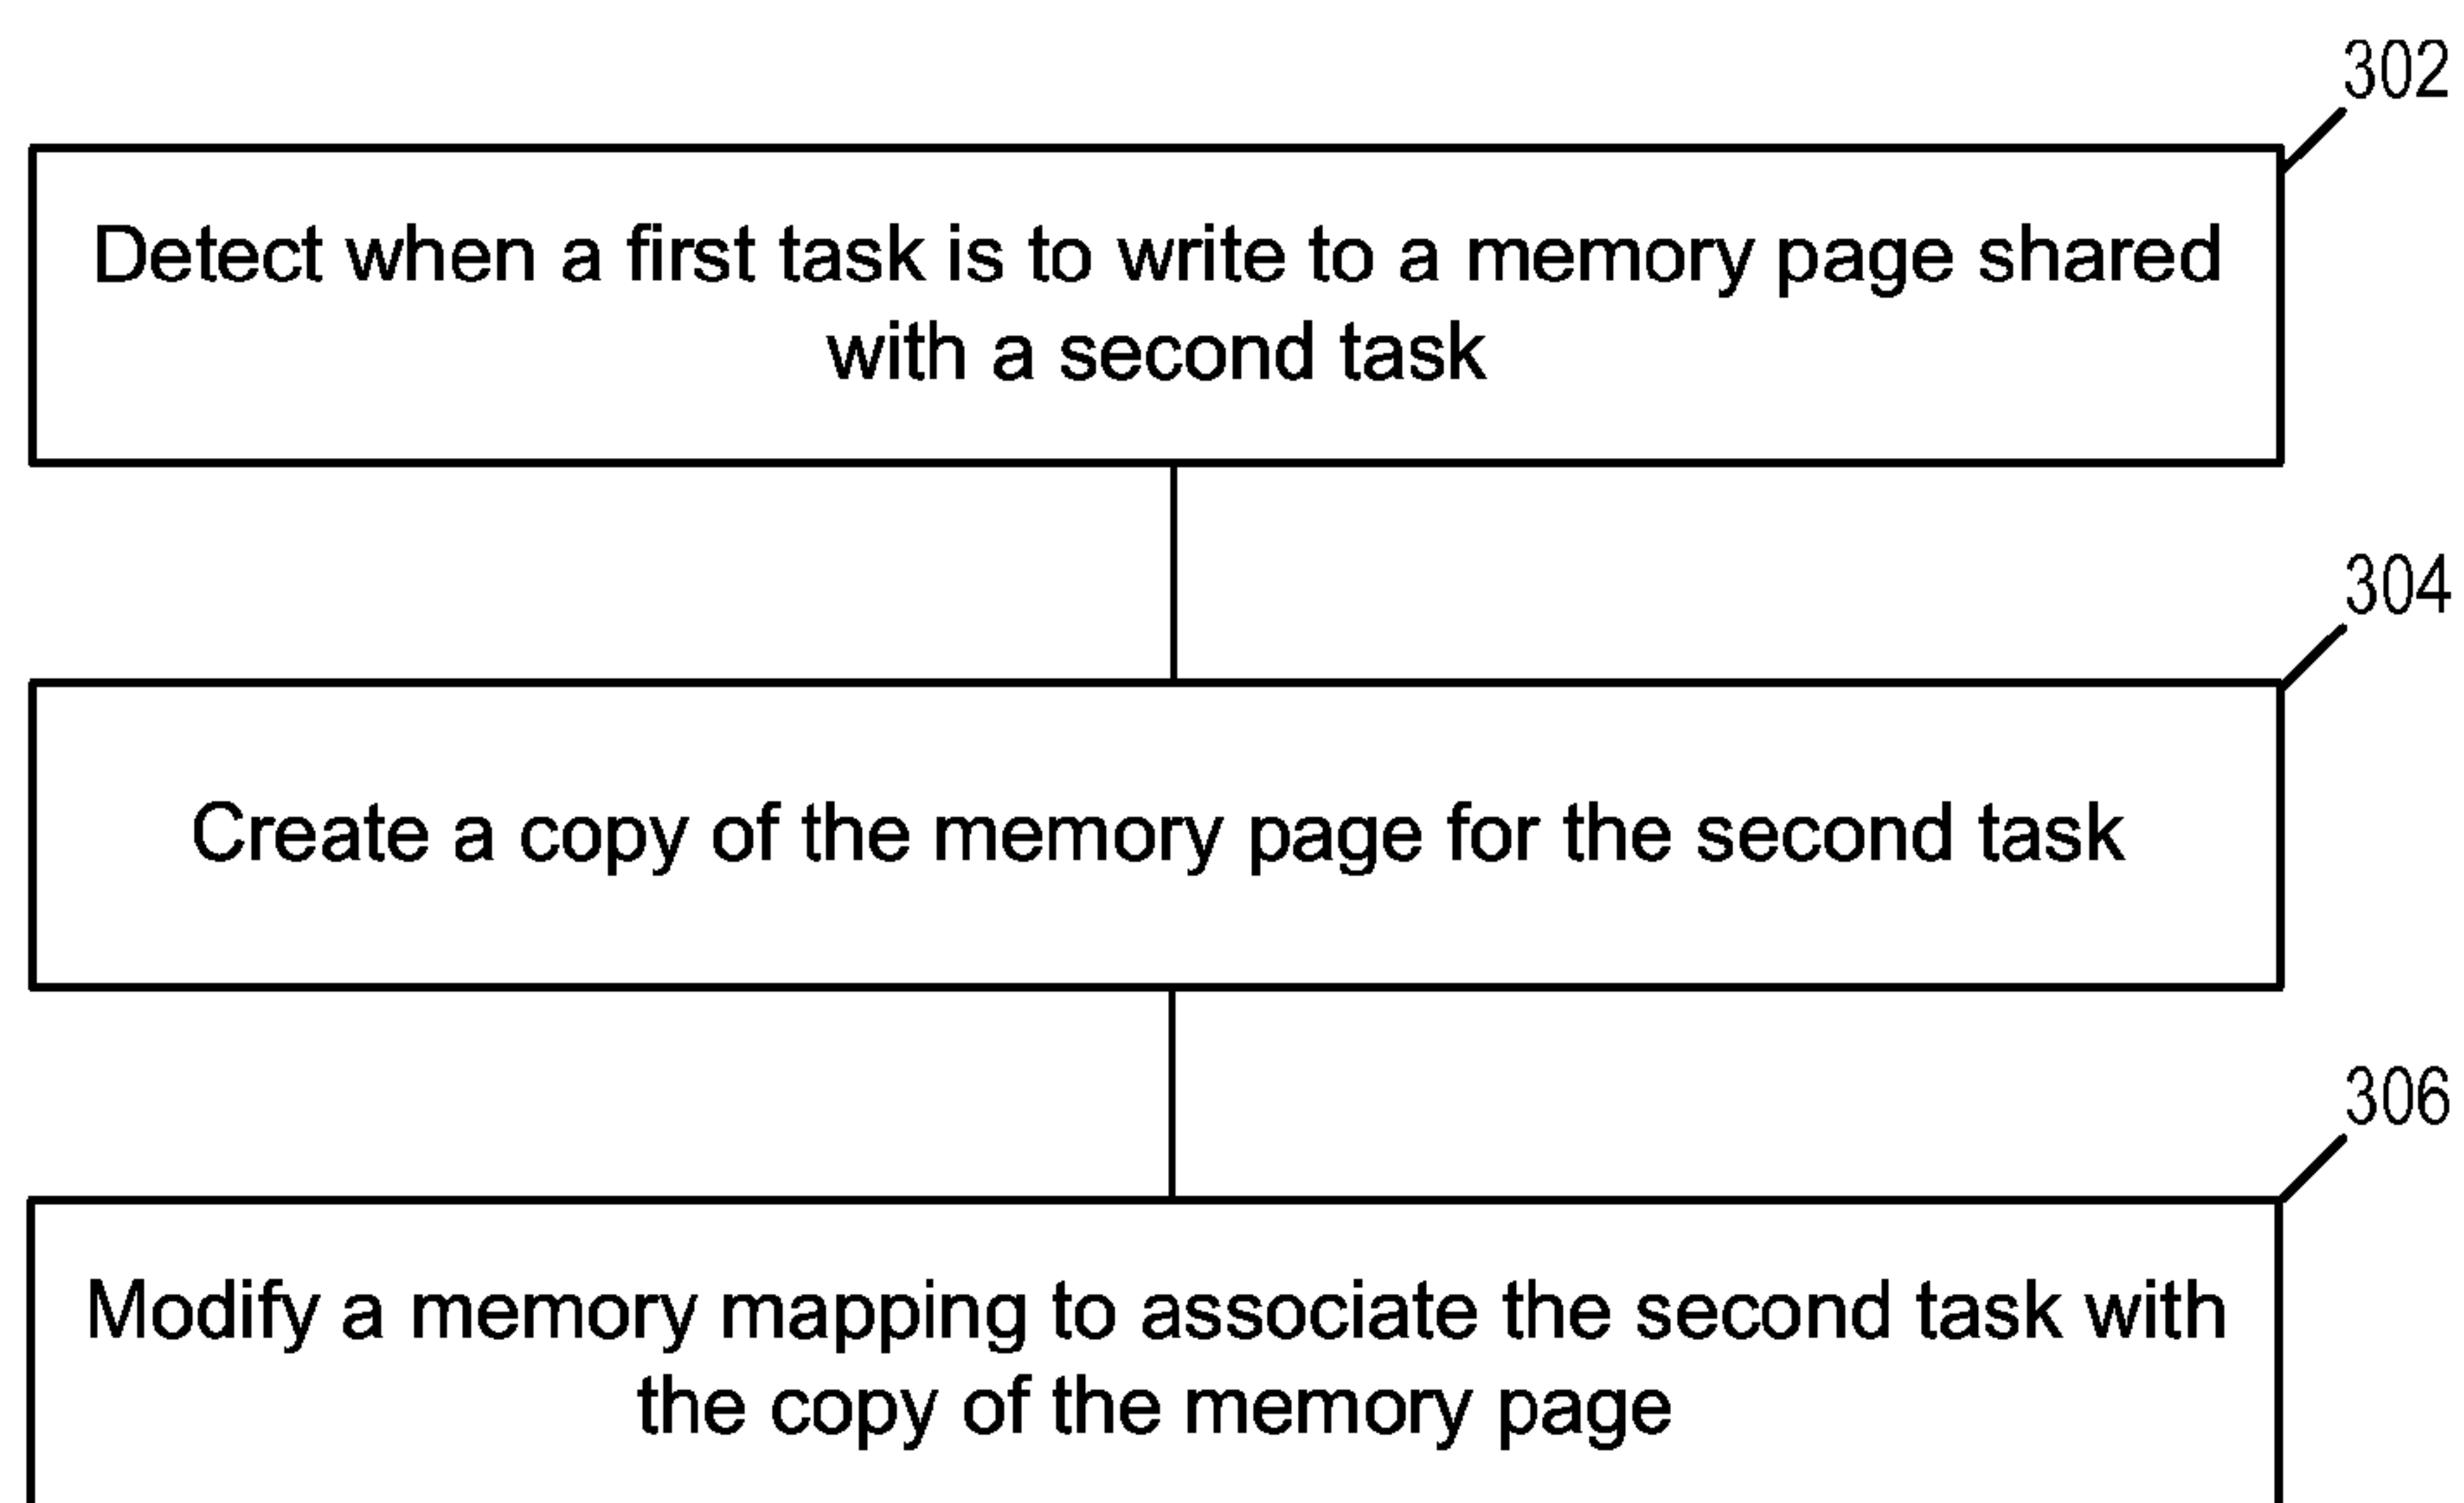 302
Detect when a first task is to write to a memory page shared
with a second task
304
Create a copy of the memory page for the second task
306
Modify a memory mapping to associate the second task with
the copy of the memory page